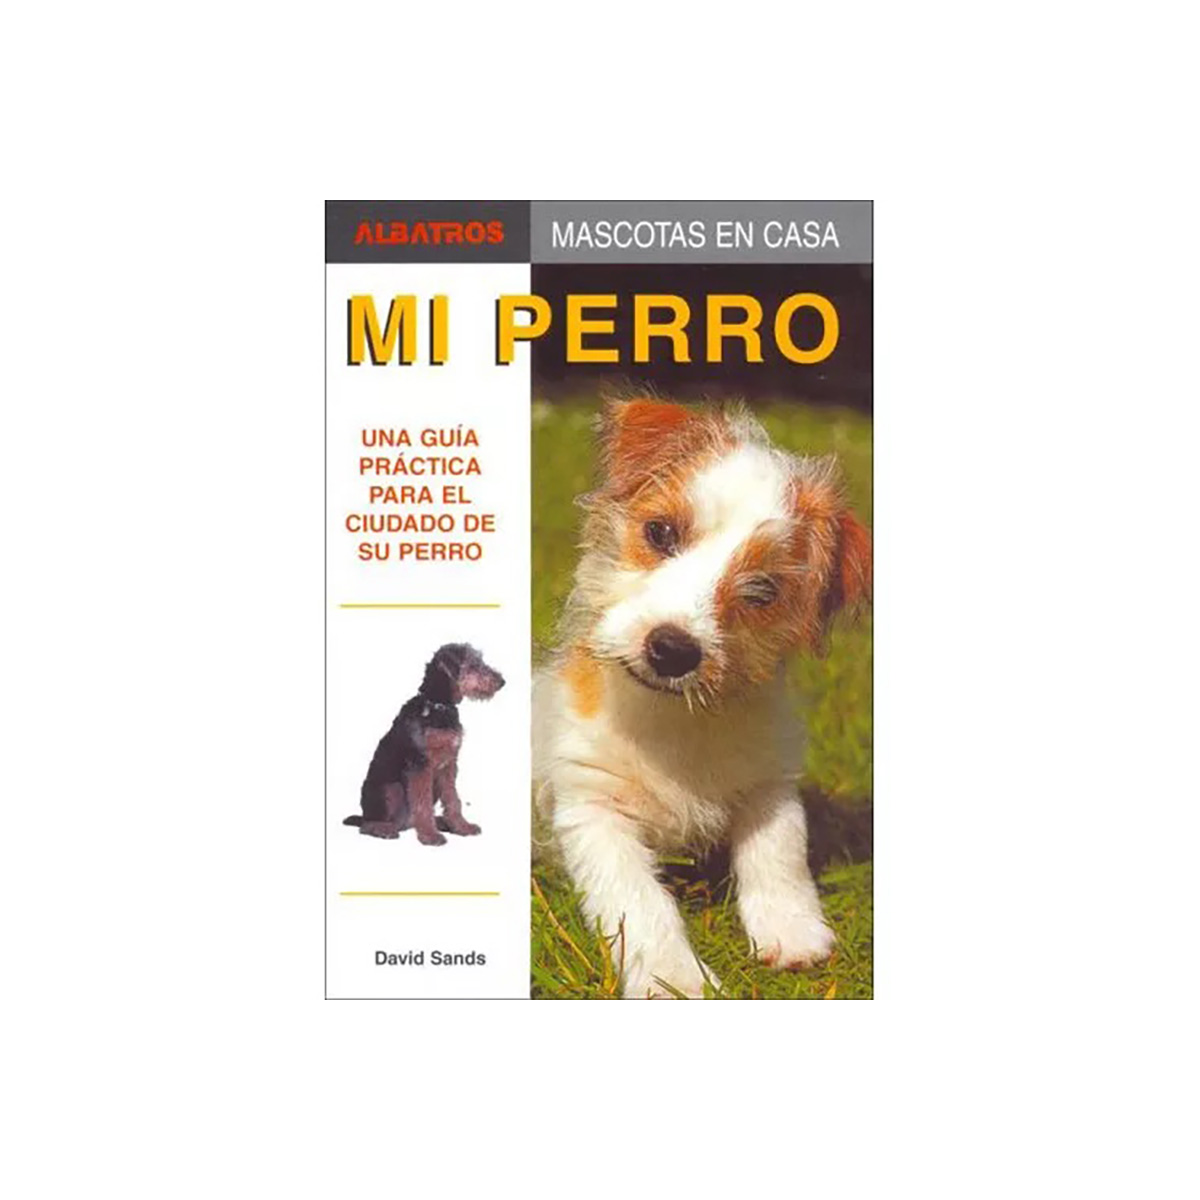 ALBATROS
MASCOTAS EN CASA
MI PERRO
UNA GUÍA
PRÁCTICA
PARA EL
CIUDADO DE
SU PERRO
David Sands